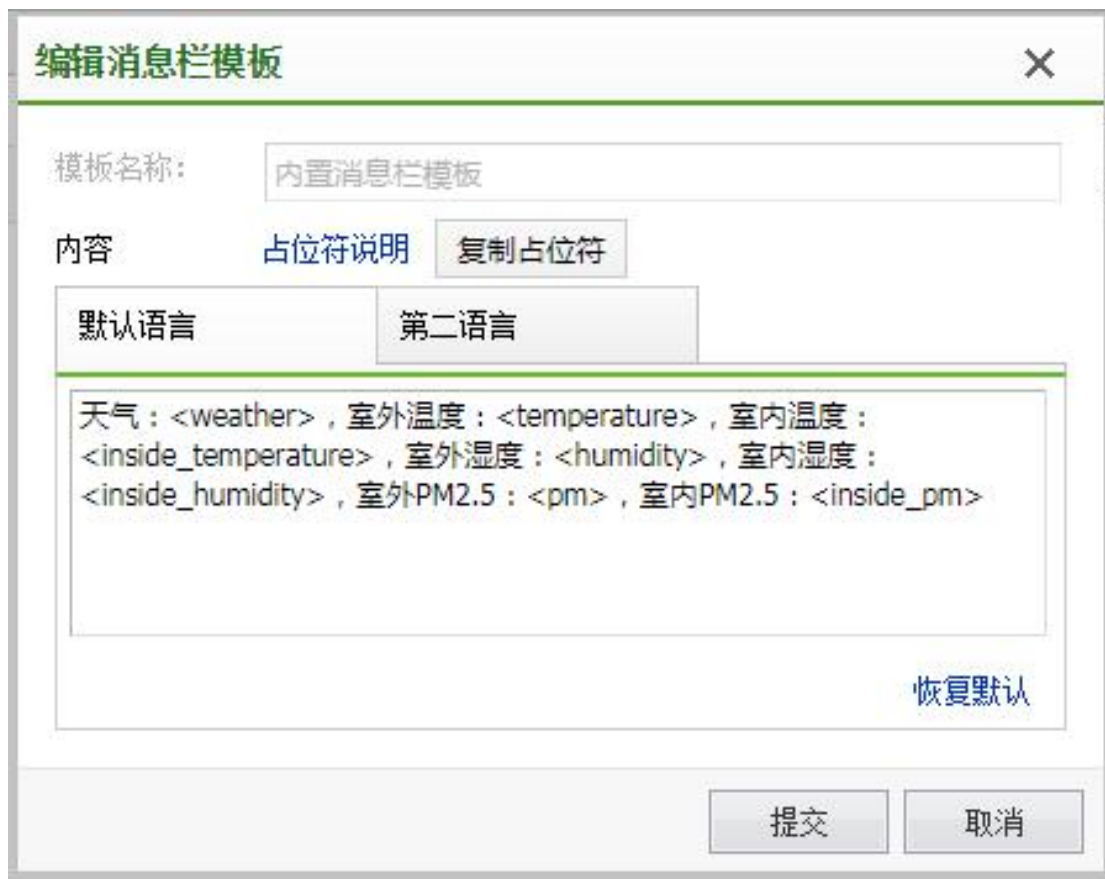 编辑消息栏模板
模板名称: 内置消息栏模板
内容 占位符说明 复制占位符
默认语言 第二语言
天气：<weather>，室外温度：<temperature>，室内温度：
<inside_temperature>，室外湿度：<humidity>，室内湿度：
<inside_humidity>，室外PM2.5：<pm>，室内PM2.5：<inside_pm>
恢复默认
提交 取消